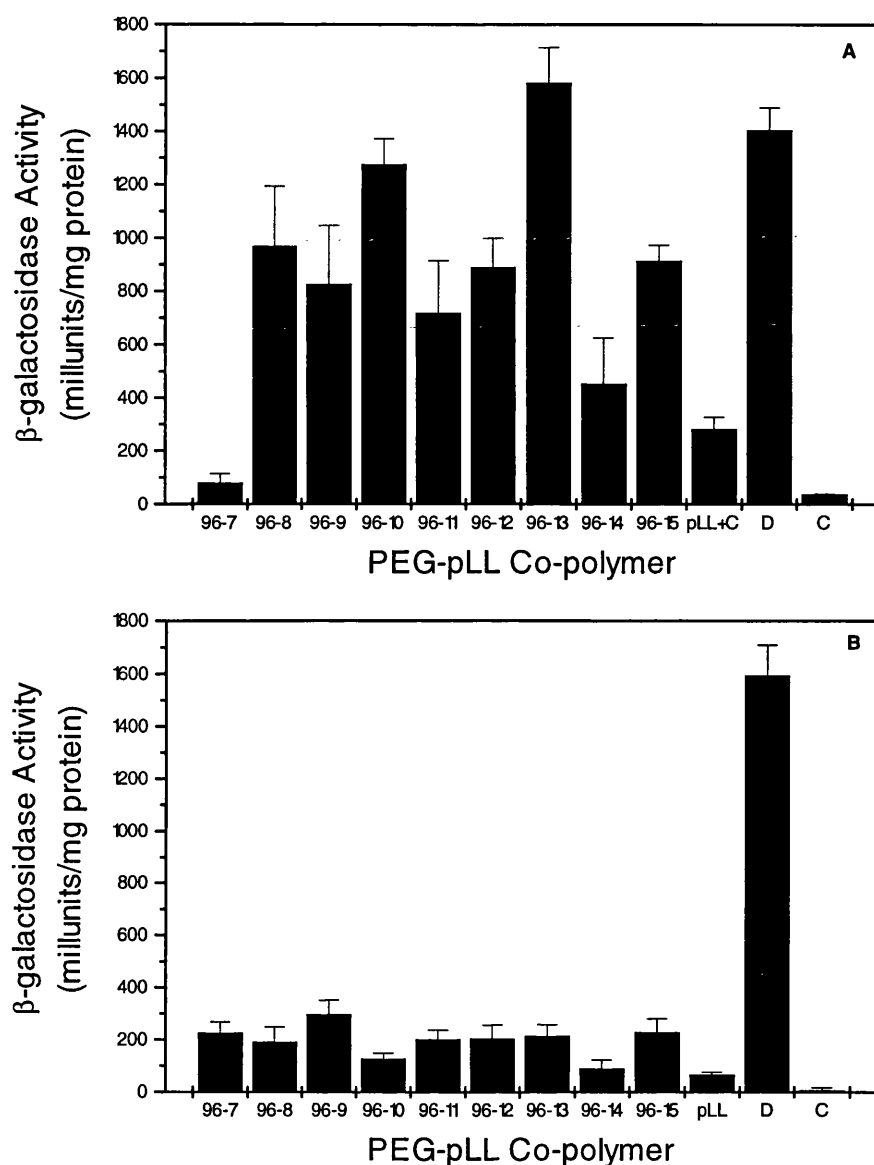 A
β-galactosidase Activity
(millunits/mg protein)
1800
1600
1400
1200
1000
800
600
400
200
0
96-7 96-8 96-9 96-10 96-11 96-12 96-13 96-14 96-15 pLL+C D C
PEG-pLL Co-polymer
B
β-galactosidase Activity
(millunits/mg protein)
1800
1600
1400
1200
1000
800
600
400
200
0
96-7 96-8 96-9 96-10 96-11 96-12 96-13 96-14 96-15 pLL D C
PEG-pLL Co-polymer